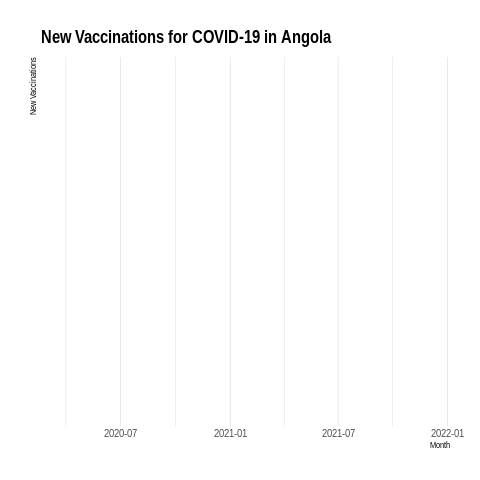 New Vaccinations for COVID-19 in Angola
New Vaccinations
2020-07
2021-01
2021-07
2022-01
Month